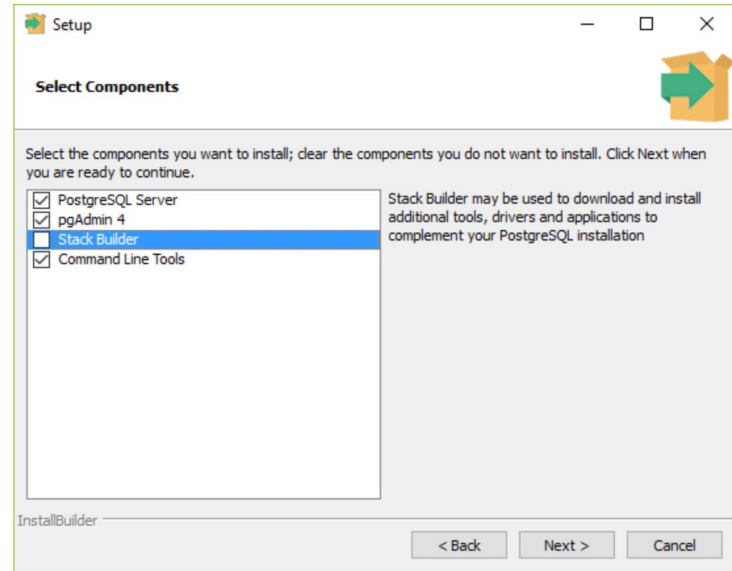 Setup
Select Components
Select the components you want to install; clear the components you do not want to install. Click Next when
you are ready to continue.
PostgreSQL Server
pgAdmin 4
Stack Builder
Command Line Tools
Stack Builder may be used to download and install
additional tools, drivers and applications to
complement your PostgreSQL installation
InstallBuilder
< Back
Next >
Cancel